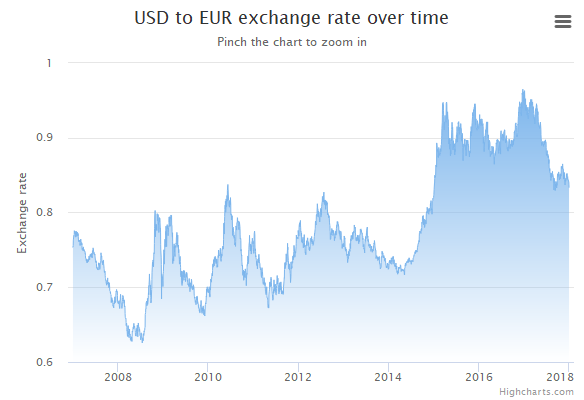 USD to EUR exchange rate over time
Pinch the chart to zoom in
Exchange rate
1
0.9
0.8
0.7
0.6
2008 2010 2012 2014 2016 2018
Highcharts.com